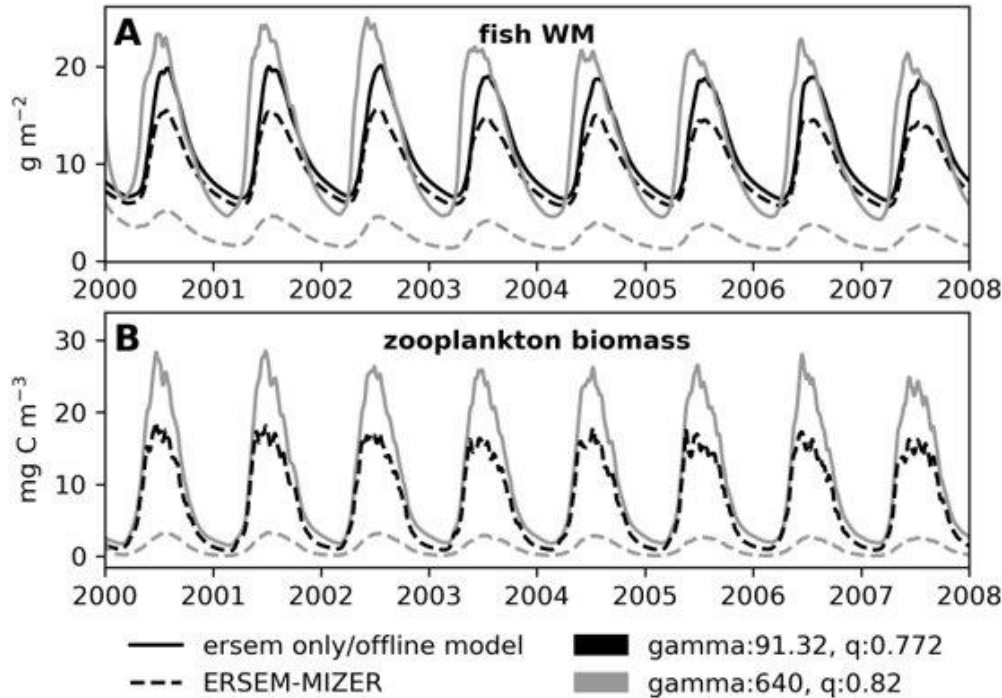 A
fish WM
g m⁻²
20
10
0
2000 2001 2002 2003 2004 2005 2006 2007 2008
B
zooplankton biomass
mg C m⁻³
30
20
10
0
2000 2001 2002 2003 2004 2005 2006 2007 2008
ersem only/offline model
gamma:91.32, q:0.772
ERSEM-MIZER
gamma:640, q:0.82